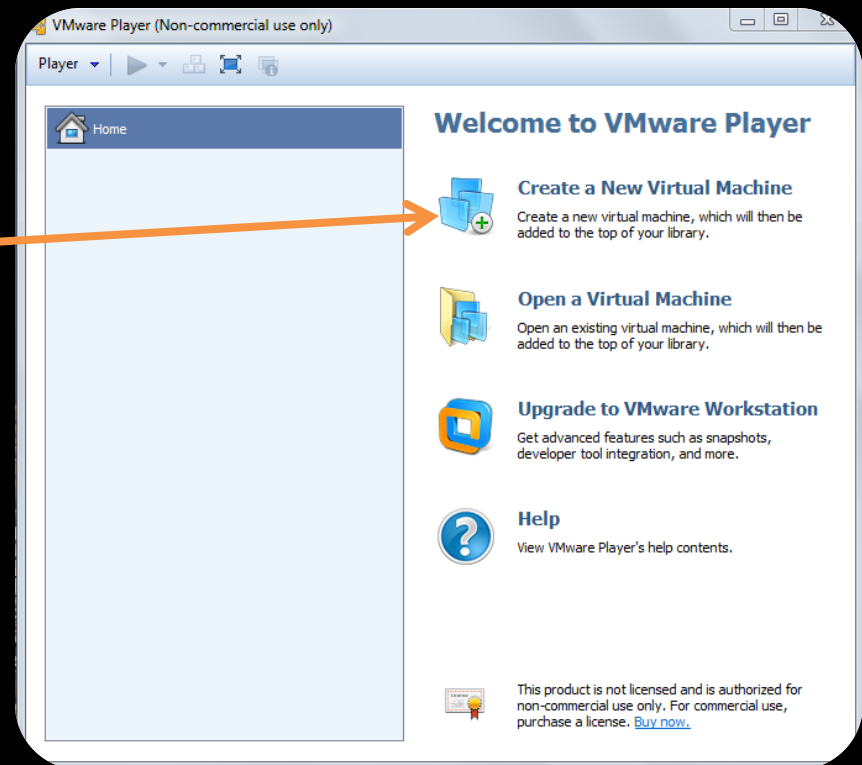 VMware Player (Non-commercial use only)
Player
Home
Welcome to VMware Player
Create a New Virtual Machine
Create a new virtual machine, which will then be
added to the top of your library.
Open a Virtual Machine
Open an existing virtual machine, which will then be
added to the top of your library.
Upgrade to VMware Workstation
Get advanced features such as snapshots,
developer tool integration, and more.
Help
View VMware Player's help contents.
This product is not licensed and is authorized for
non-commercial use only. For commercial use,
purchase a license. Buy now.